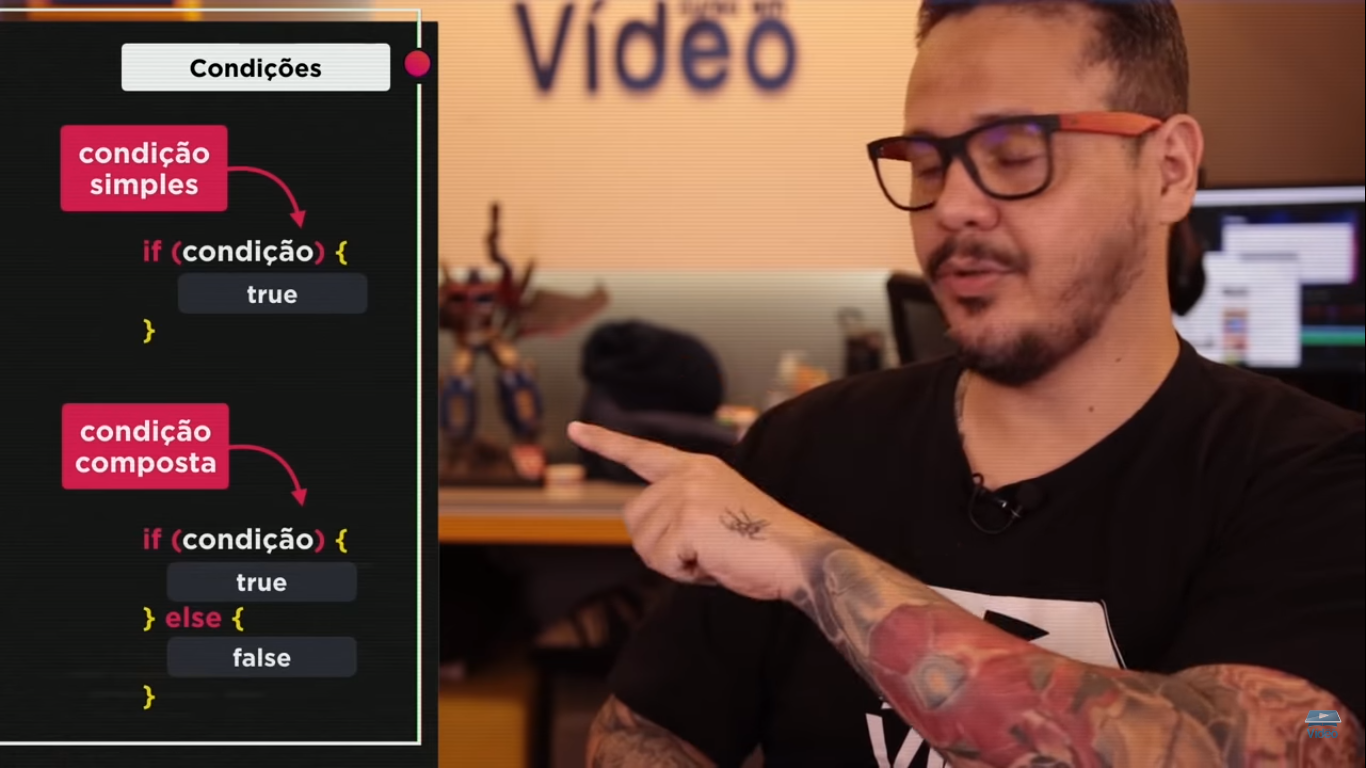 Vídeo
Condições
condição
simples
if (condição) {
true
}
condição
composta
if (condição) {
true
} else {
false
}